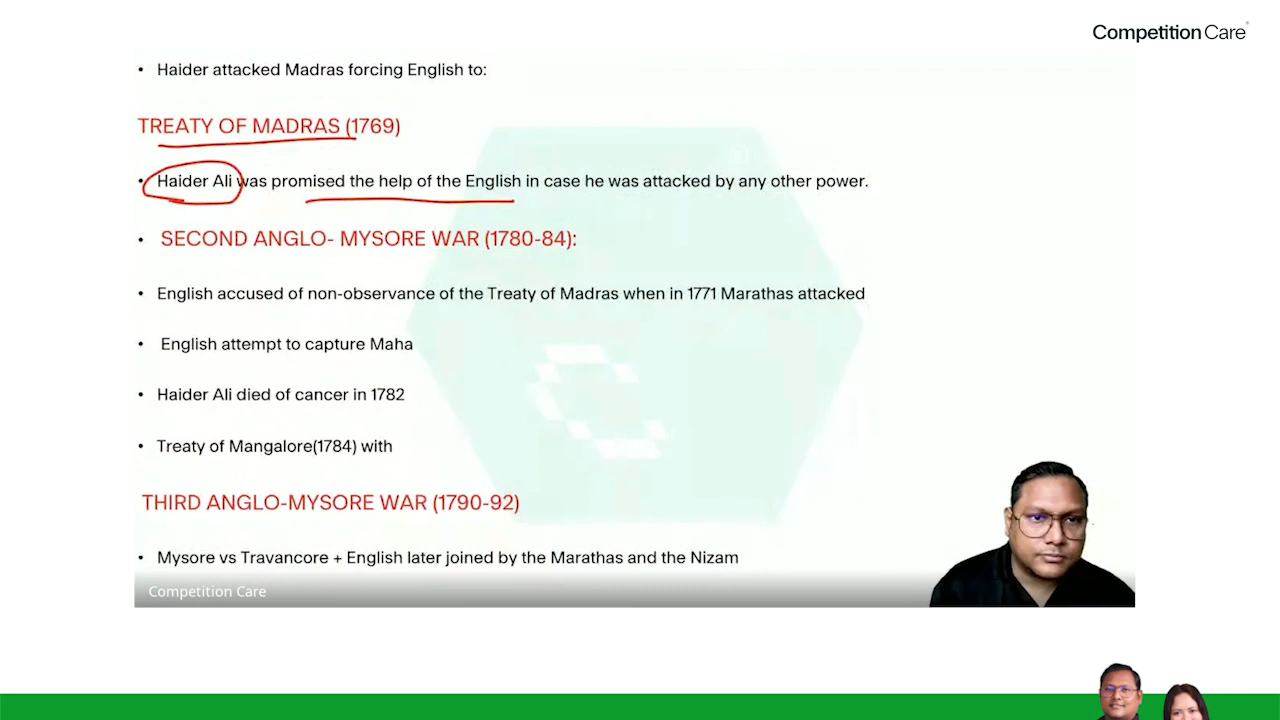 Competition Care
• Haider attacked Madras forcing English to:
TREATY OF MADRAS (1769)
• Haider Ali was promised the help of the English in case he was attacked by any other power.
• SECOND ANGLO- MYSORE WAR (1780-84):
• English accused of non-observance of the Treaty of Madras when in 1771 Marathas attacked
• English attempt to capture Maha
• Haider Ali died of cancer in 1782
• Treaty of Mangalore(1784) with
THIRD ANGLO-MYSORE WAR (1790-92)
• Mysore vs Travancore + English later joined by the Marathas and the Nizam
Competition Care